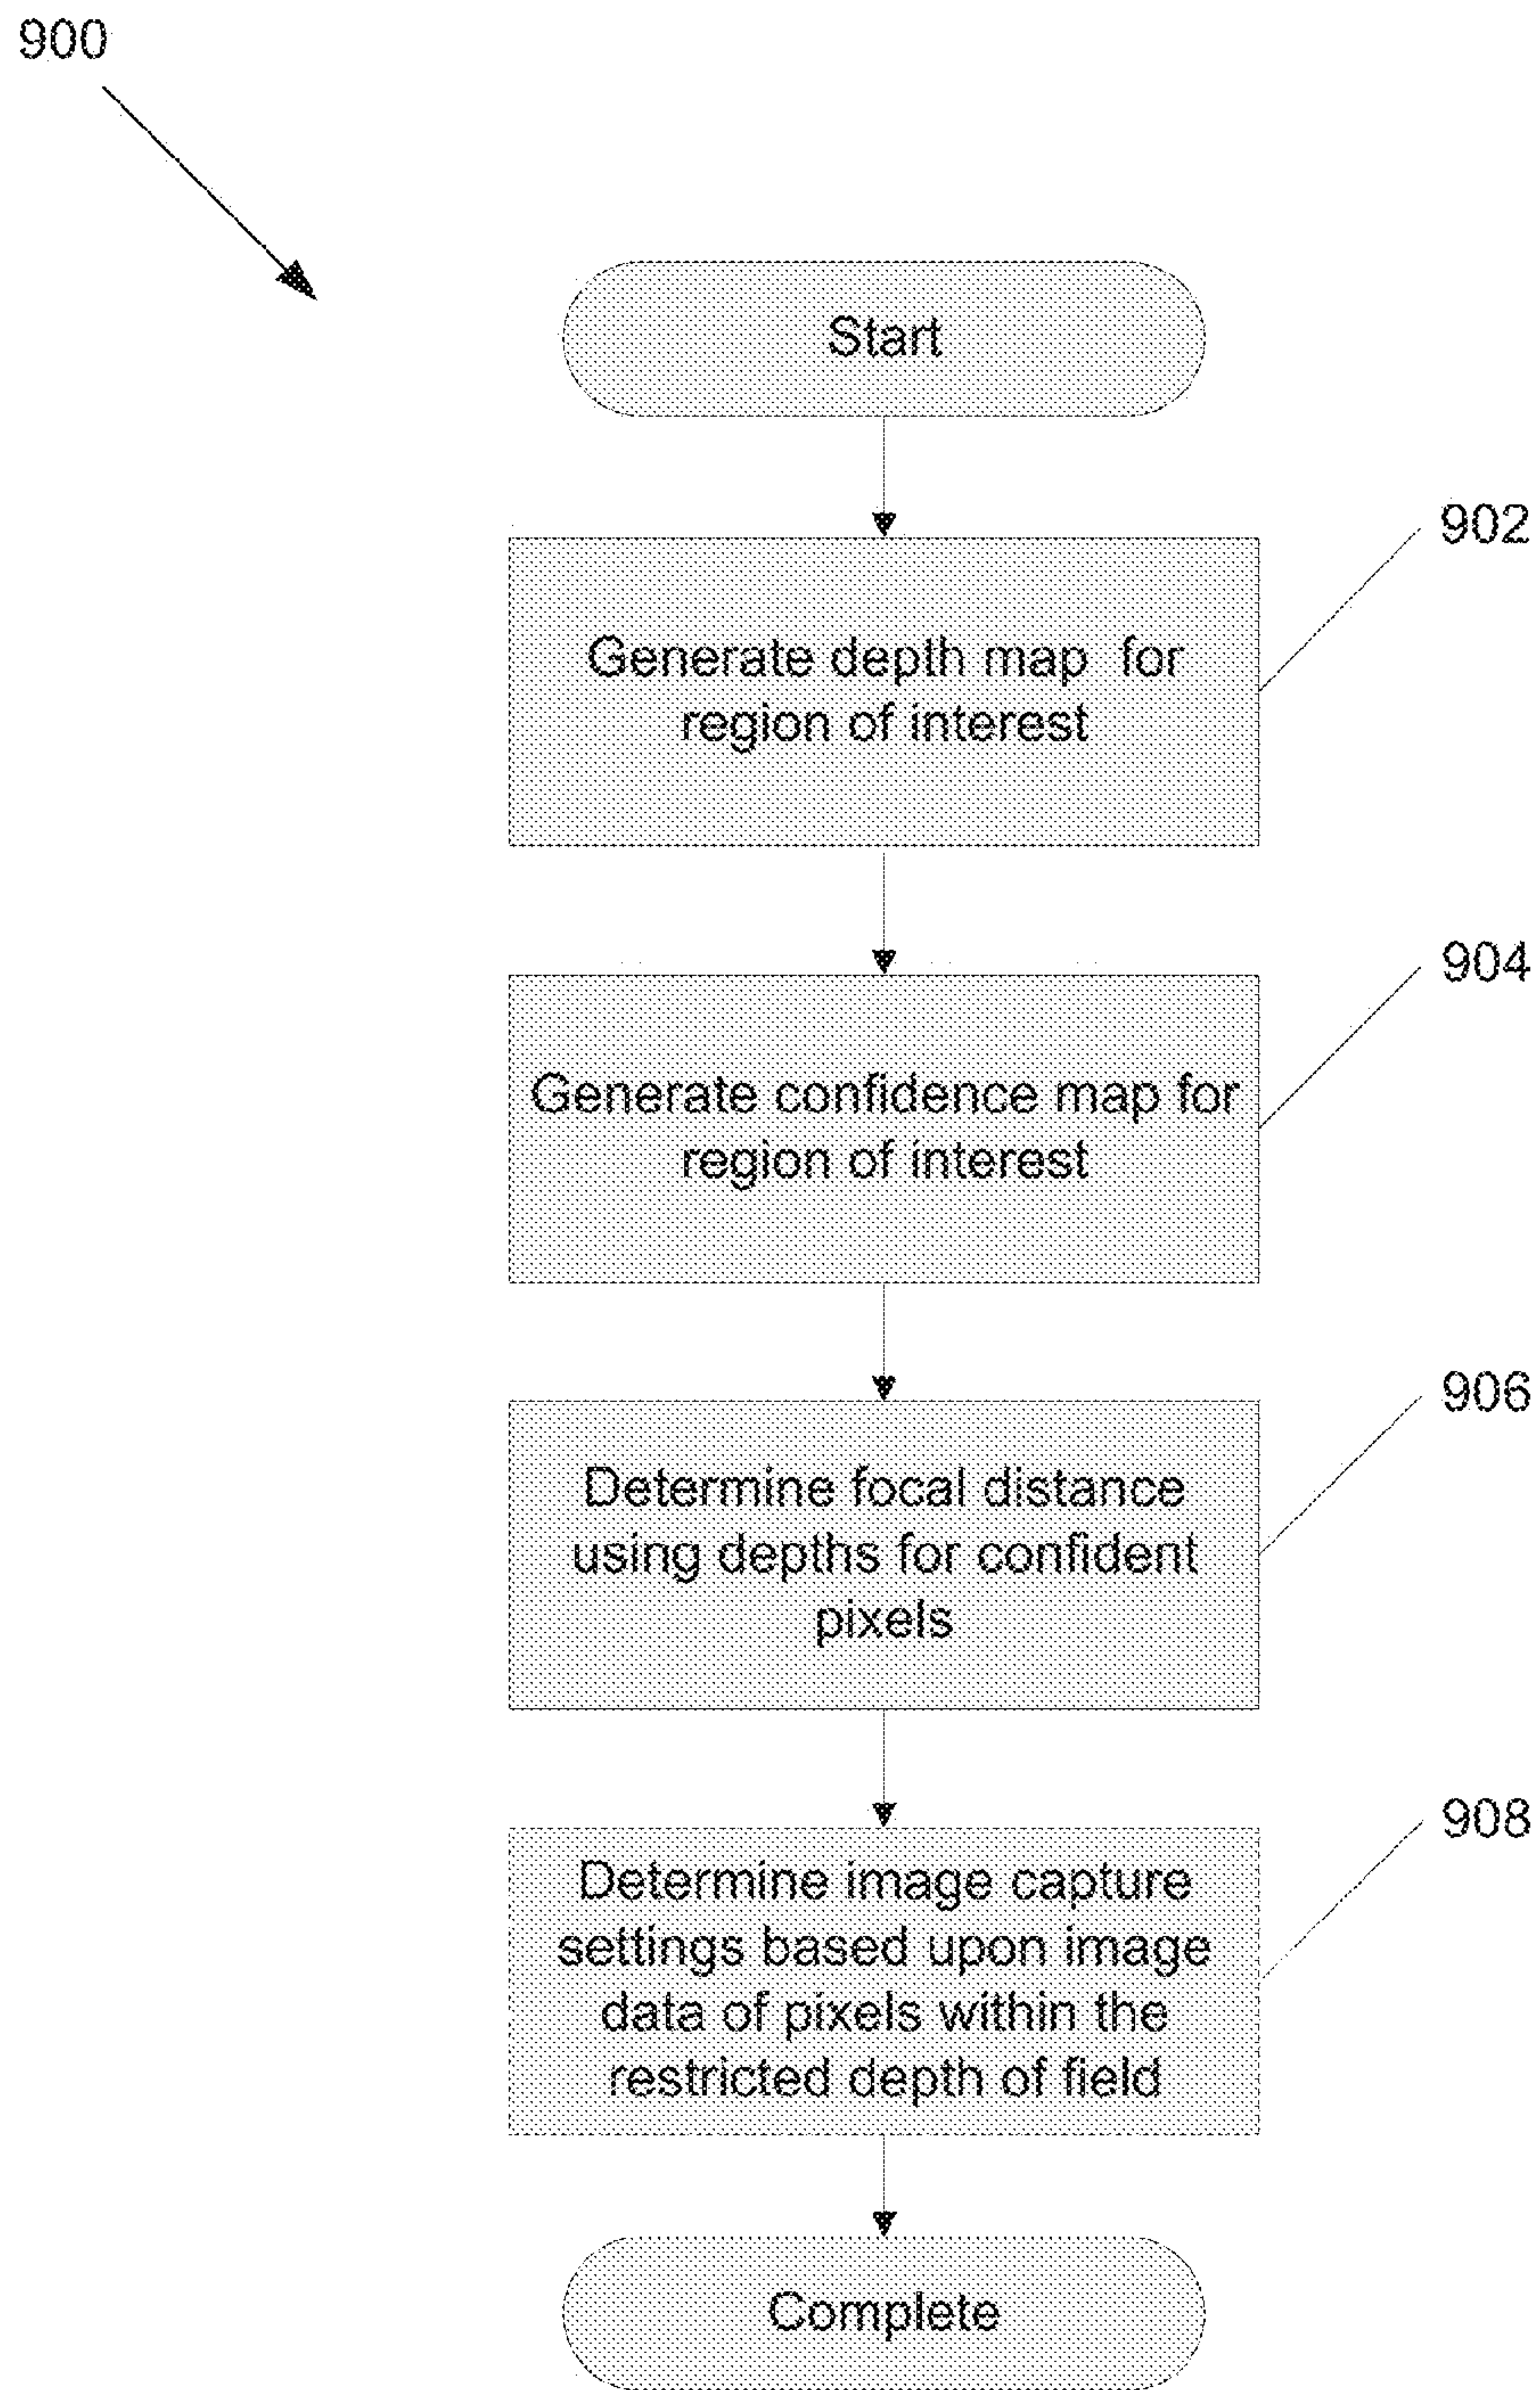 900
Start
902
Generate depth map for
region of interest
904
Generate confidence map for
region of interest
906
Determine focal distance
using depths for confident
pixels
908
Determine image capture
settings based upon image
data of pixels within the
restricted depth of field
Complete